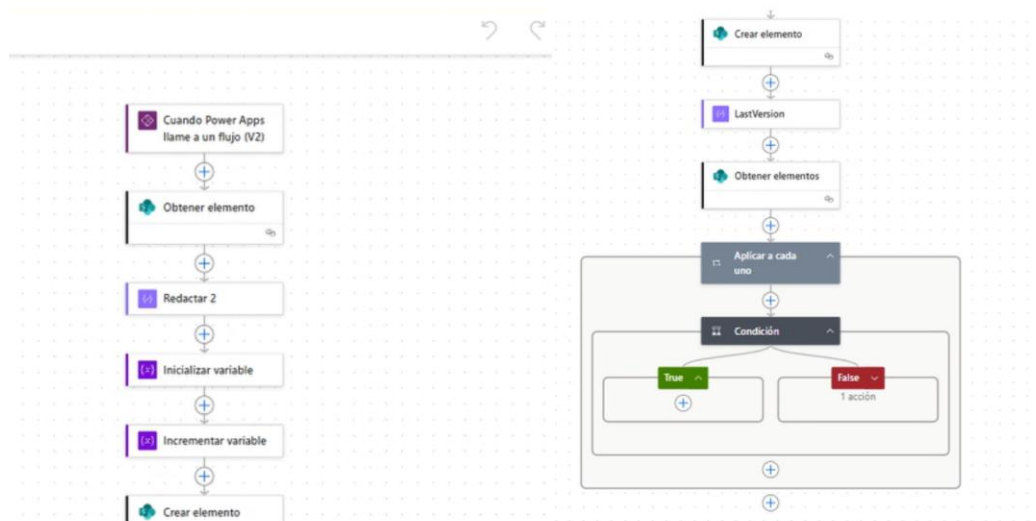 Cuando Power Apps
llame a un flujo (V2)
Obtener elemento
Redactar 2
Inicializar variable
Incrementar variable
Crear elemento
Crear elemento
LastVersion
Obtener elementos
Aplicar a cada
uno
Condición
True
False
1 acción